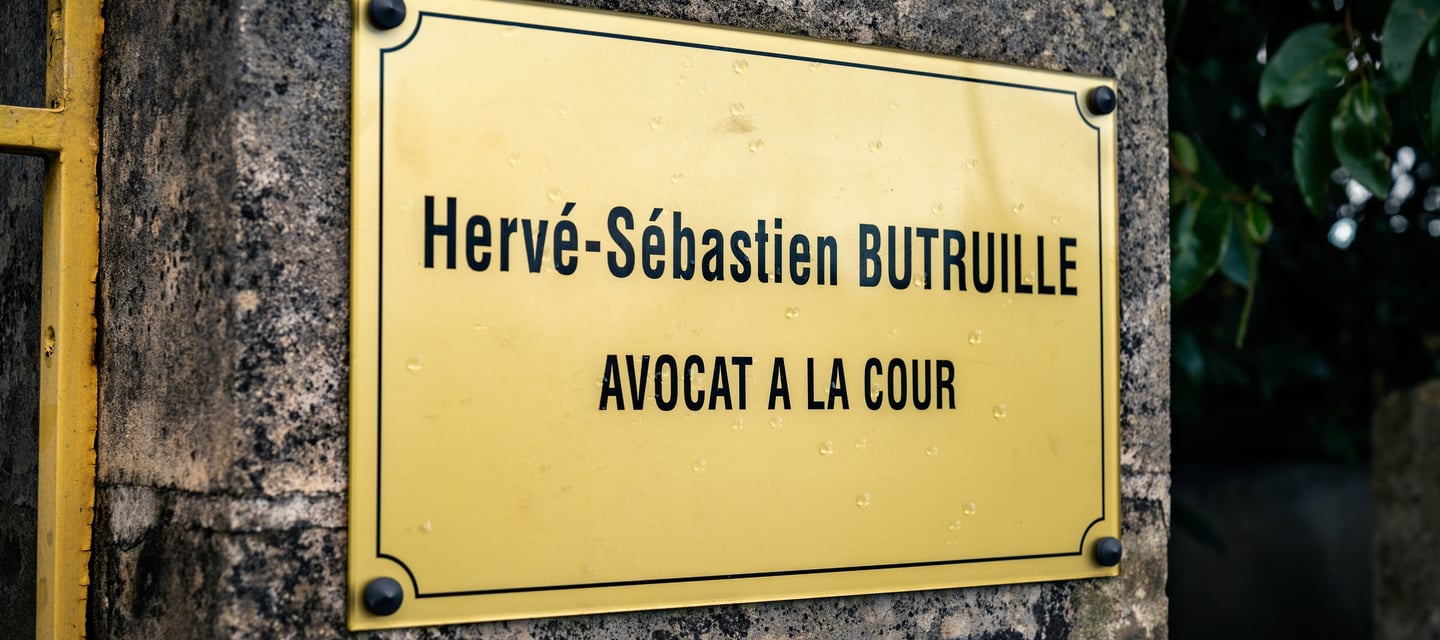 Hervé-Sébastien BUTRUILLE
AVOCAT A LA COUR